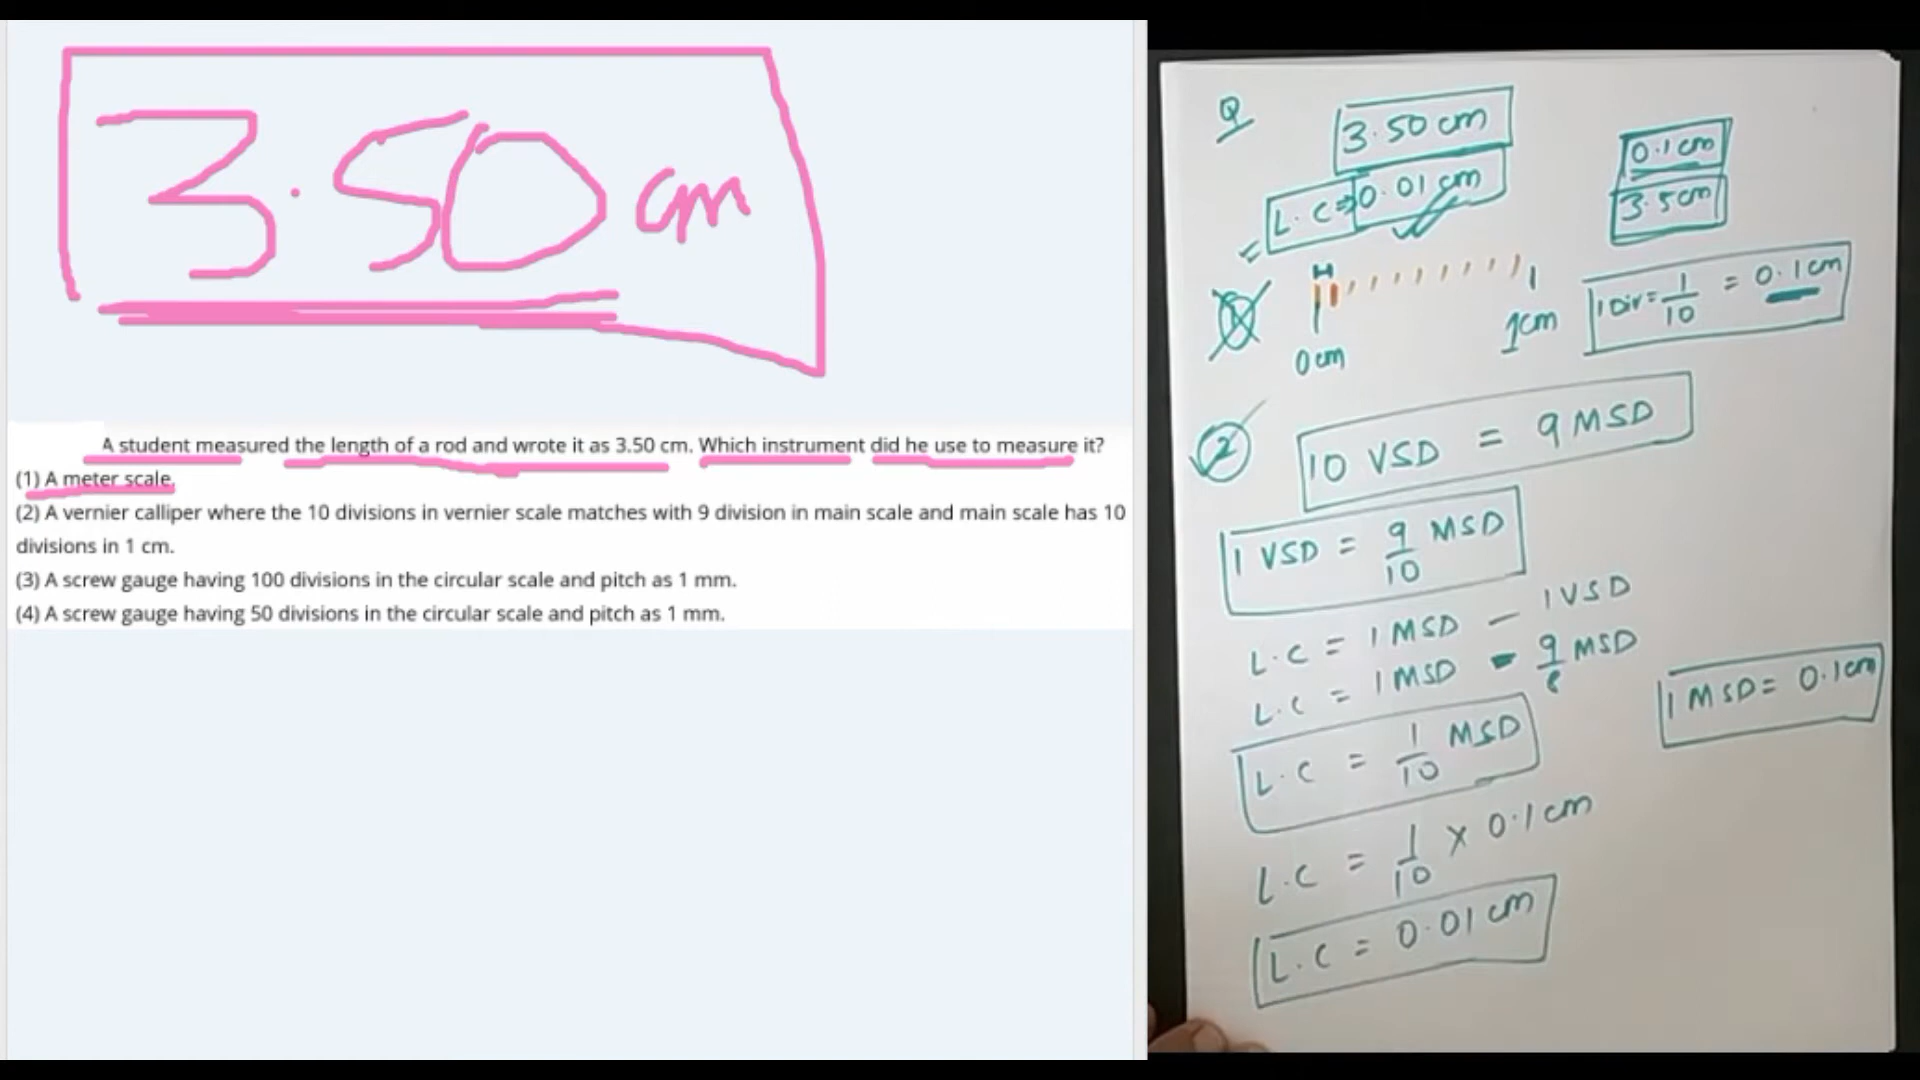 3.50 cm
A student measured the length of a rod and wrote it as 3.50 cm. Which instrument did he use to measure it?
(1) A meter scale.
(2) A vernier calliper where the 10 divisions in vernier scale matches with 9 division in main scale and main scale has 10
divisions in 1 cm.
(3) A screw gauge having 100 divisions in the circular scale and pitch as 1 mm.
(4) A screw gauge having 50 divisions in the circular scale and pitch as 1 mm.
Q
3.50 cm
L.C ⇒ 0.01 cm
0.1 cm
3.5 cm
1
0 cm
1 cm
1 Div = 1/10 = 0.1 cm
2
10 VSD = 9 MSD
1 VSD = 9/10 MSD
L.C = 1 MSD - 1 VSD
L.C = 1 MSD - 9/ MSD
1 MSD = 0.1 cm
L.C = 1/10 MSD
L.C = 1/10 × 0.1 cm
L.C = 0.01 cm